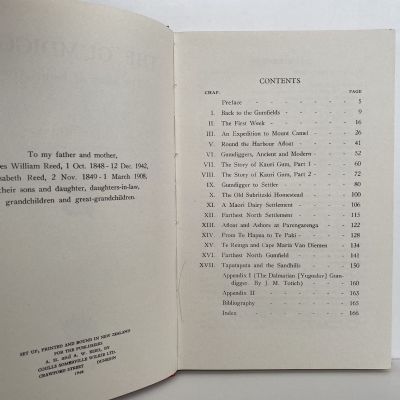 To my father and mother,
es William Reed, 1 Oct. 1848 - 12 Dec. 1942,
sabeth Reed, 2 Nov. 1849 - 1 March 1908,
their sons and daughter, daughters-in-law,
grandchildren and great-grandchildren.
SET UP, PRINTED AND BOUND IN NEW ZEALAND
FOR THE PUBLISHERS
A. H. AND A. W. REED, BY
COULLS SOMERVILLE WILKIE LTD.
CRAWFORD STREET DUNEDIN
1948
CONTENTS
CHAP. PAGE
Preface 5
I. Back to the Gumfields 9
II. The First Week 16
III. An Expedition to Mount Camel 26
V. Round the Harbour Afloat 41
V. Gumdiggers, Ancient and Modern 52
VII. The Story of Kauri Gum, Part 1 60
VIII. The Story of Kauri Gum, Part 2 72
IX. Gumdigger to Settler 80
X. The Old Subritzki Homestead 100
XI. A Maori Dairy Settlement 106
XII. Farthest North Settlement 115
XIII. Afloat and Ashore at Parengarenga 122
XIV. From Te Hapua to Te Paki 128
XV. Te Reinga and Cape Maria Van Diemen 134
XVI. Farthest North Gumfield 141
XVII. Tapatapata and the Sandhills 150
Appendix I (The Dalmatian [Yugoslav] Gum-
digger. By J. M. Totich) 160
Appendix II 163
Bibliography 165
Index 166